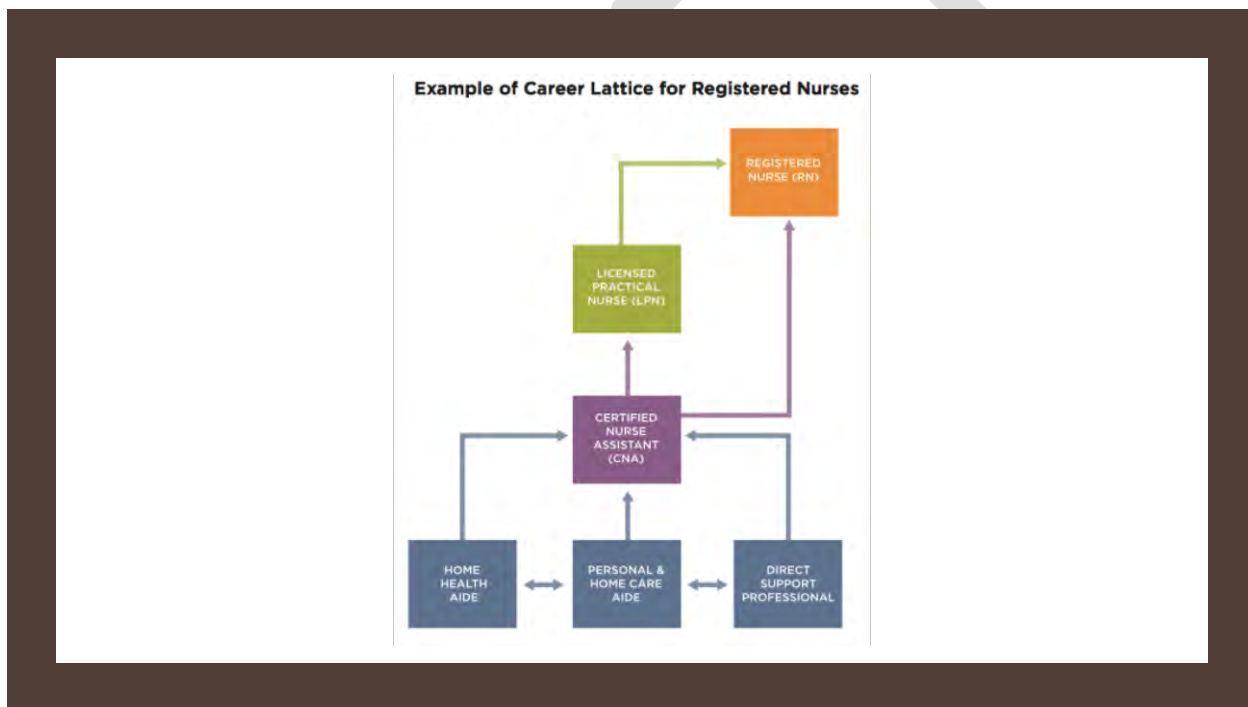 Example of Career Lattice for Registered Nurses
REGISTERED
NURSE (RN)
LICENSED
PRACTICAL
NURSE (LPN)
CERTIFIED
NURSE
ASSISTANT
(CNA)
HOME
HEALTH
AIDE
PERSONAL &
HOME CARE
AIDE
DIRECT
SUPPORT
PROFESSIONAL